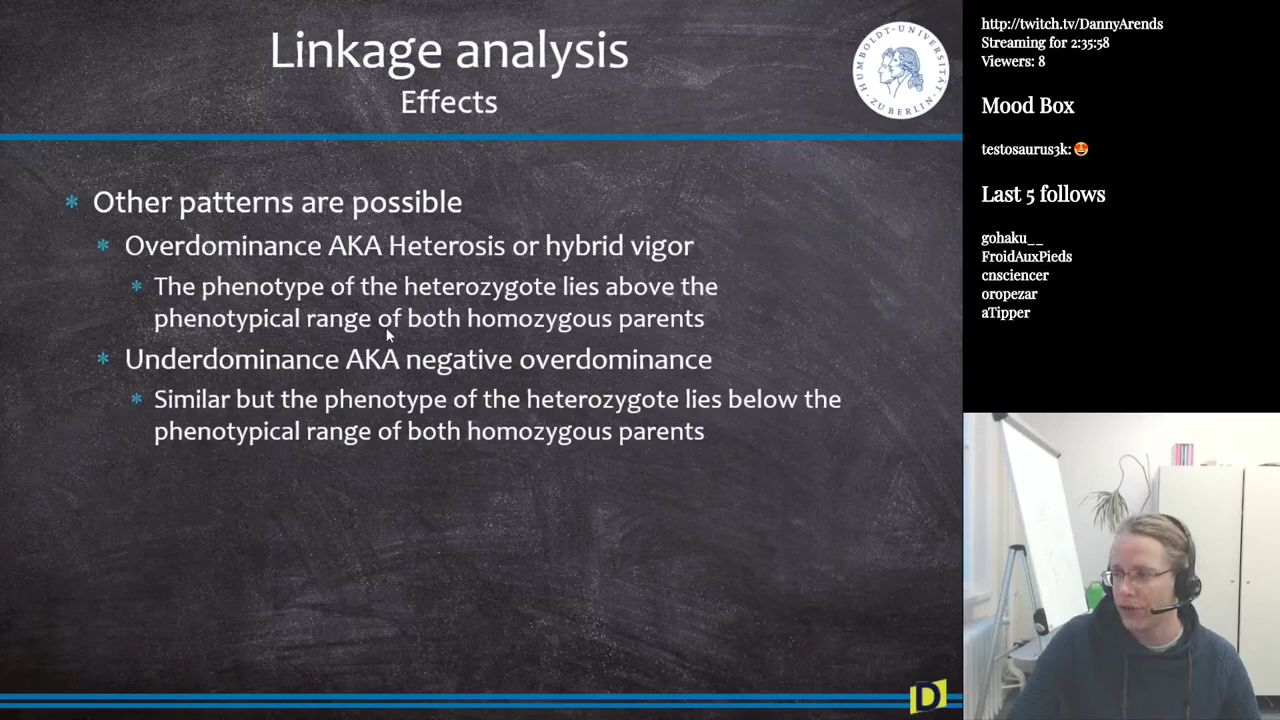 Linkage analysis
Effects
HUMBOLDT-UNIVERSITÄT
ZU BERLIN
* Other patterns are possible
* Overdominance AKA Heterosis or hybrid vigor
* The phenotype of the heterozygote lies above the
phenotypical range of both homozygous parents
* Underdominance AKA negative overdominance
* Similar but the phenotype of the heterozygote lies below the
phenotypical range of both homozygous parents
D
http://twitch.tv/DannyArends
Streaming for 2:35:58
Viewers: 8
Mood Box
testosaurus3k: 😍
Last 5 follows
gohaku__
FroidAuxPieds
cnsciencer
oropezar
aTipper